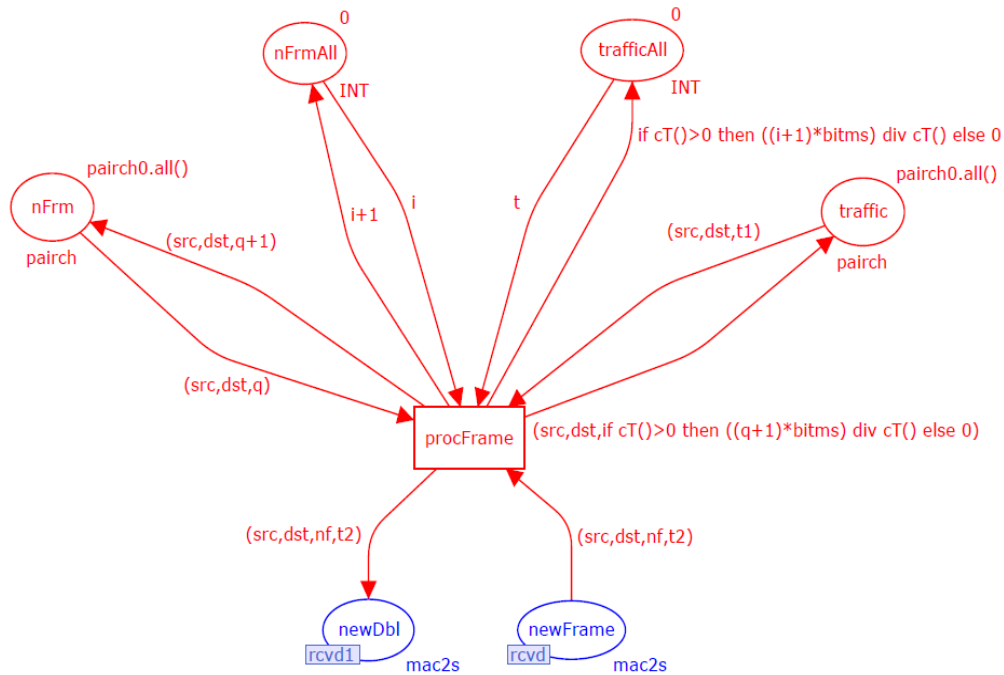 0
0
nFrmAll
trafficAll
INT
INT
if cT()>0 then ((i+1)*bitms) div cT() else 0
pairch0.all()
pairch0.all()
nFrm
traffic
i+1
i
t
(src,dst,q+1)
(src,dst,t1)
pairch
pairch
(src,dst,q)
procFrame
(src,dst,if cT()>0 then ((q+1)*bitms) div cT() else 0)
(src,dst,nf,t2)
(src,dst,nf,t2)
newDbl
newFrame
rcvd1
rcvd
mac2s
mac2s